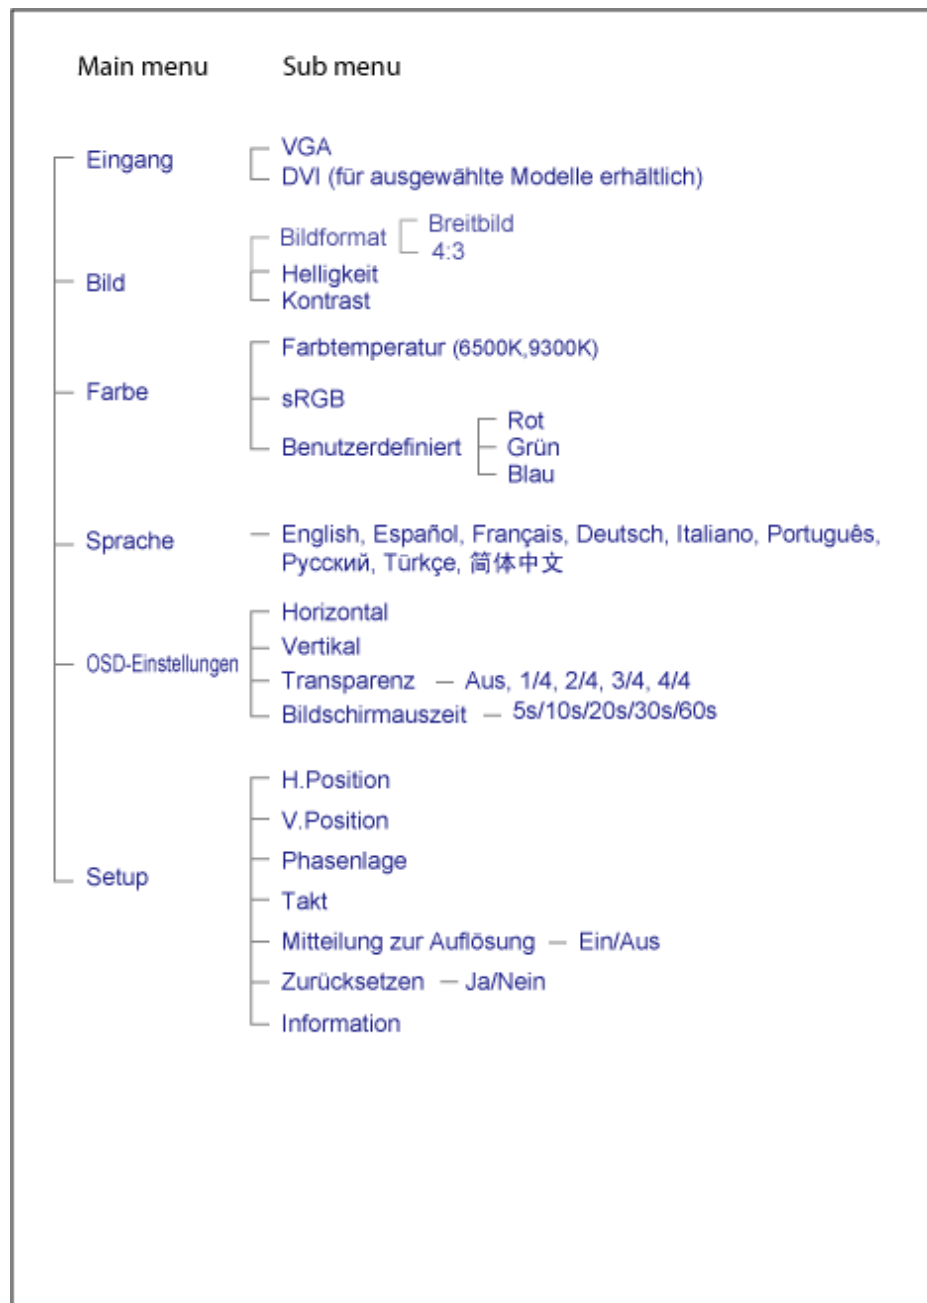 Main menu
Sub menu
Eingang
VGA
DVI (für ausgewählte Modelle erhältlich)
Bild
Bildformat
Breitbild
4:3
Helligkeit
Kontrast
Farbe
Farbtemperatur (6500K,9300K)
sRGB
Benutzerdefiniert
Rot
Grün
Blau
Sprache
English, Español, Français, Deutsch, Italiano, Português,
Русский, Türkçe, 简体中文
OSD-Einstellungen
Horizontal
Vertikal
Transparenz — Aus, 1/4, 2/4, 3/4, 4/4
Bildschirmauszeit — 5s/10s/20s/30s/60s
Setup
H.Position
V.Position
Phasenlage
Takt
Mitteilung zur Auflösung — Ein/Aus
Zurücksetzen — Ja/Nein
Information